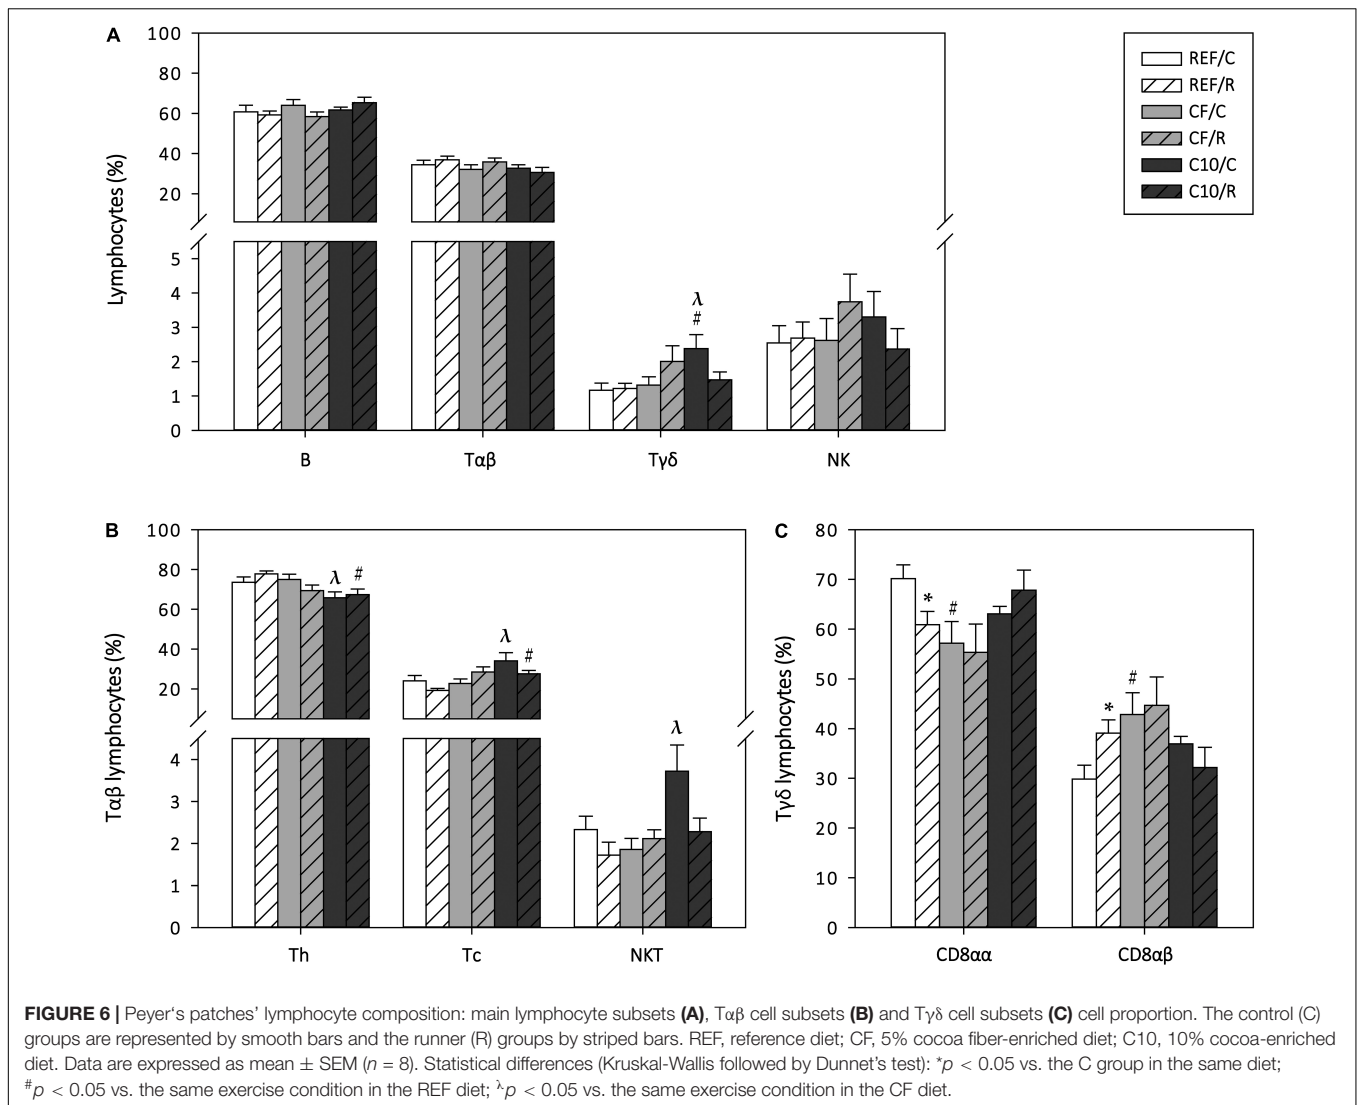 A
100
80
60
40
20
5
4
3
2
1
0
Lymphocytes (%)
λ
#
B
Tαβ
Tγδ
NK
REF/C
REF/R
CF/C
CF/R
C10/C
C10/R
B
100
80
60
40
20
4
3
2
1
0
Tαβ lymphocytes (%)
λ
#
λ
#
λ
Th
Tc
NKT
C
80
70
60
50
40
30
20
10
0
Tγδ lymphocytes (%)
*
#
*
#
CD8αα
CD8αβ
FIGURE 6 | Peyer‘s patches’ lymphocyte composition: main lymphocyte subsets (A), Tαβ cell subsets (B) and Tγδ cell subsets (C) cell proportion. The control (C)
groups are represented by smooth bars and the runner (R) groups by striped bars. REF, reference diet; CF, 5% cocoa fiber-enriched diet; C10, 10% cocoa-enriched
diet. Data are expressed as mean ± SEM (n = 8). Statistical differences (Kruskal-Wallis followed by Dunnet’s test): *p < 0.05 vs. the C group in the same diet;
#p < 0.05 vs. the same exercise condition in the REF diet; λp < 0.05 vs. the same exercise condition in the CF diet.